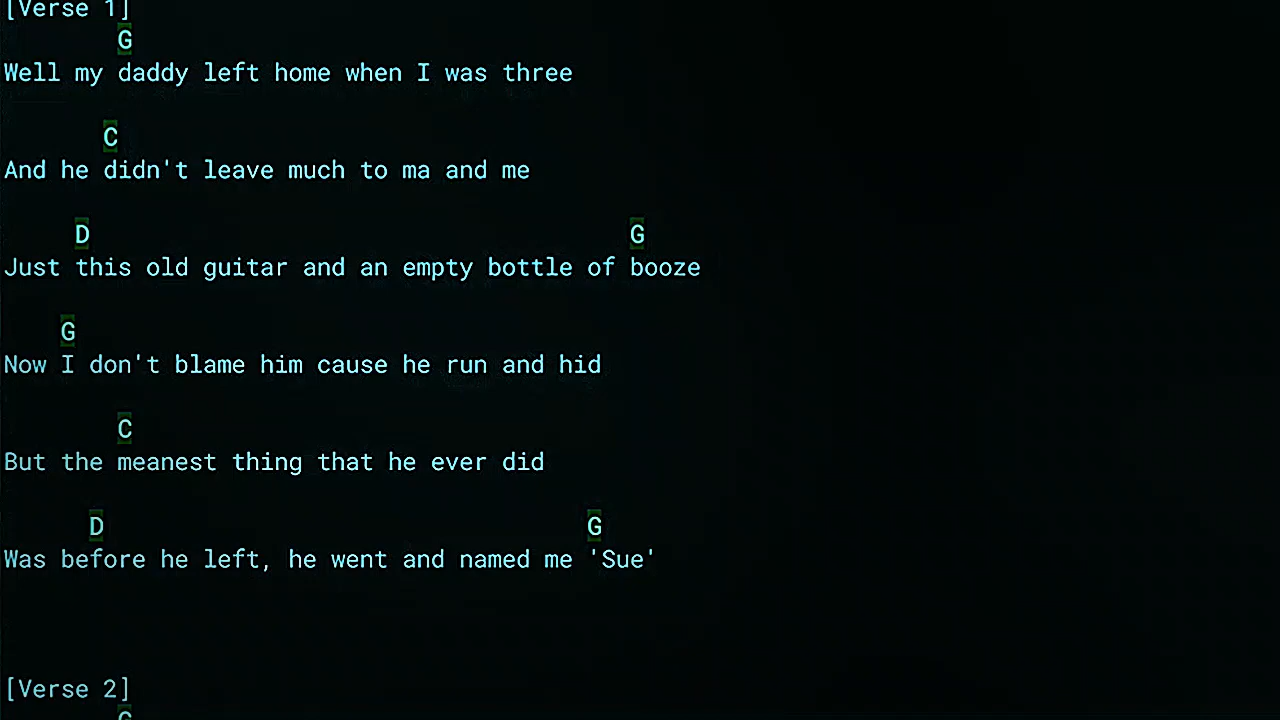 [Verse 1]
G
Well my daddy left home when I was three
C
And he didn't leave much to ma and me
D G
Just this old guitar and an empty bottle of booze
G
Now I don't blame him cause he run and hid
C
But the meanest thing that he ever did
D G
Was before he left, he went and named me 'Sue'
[Verse 2]
G